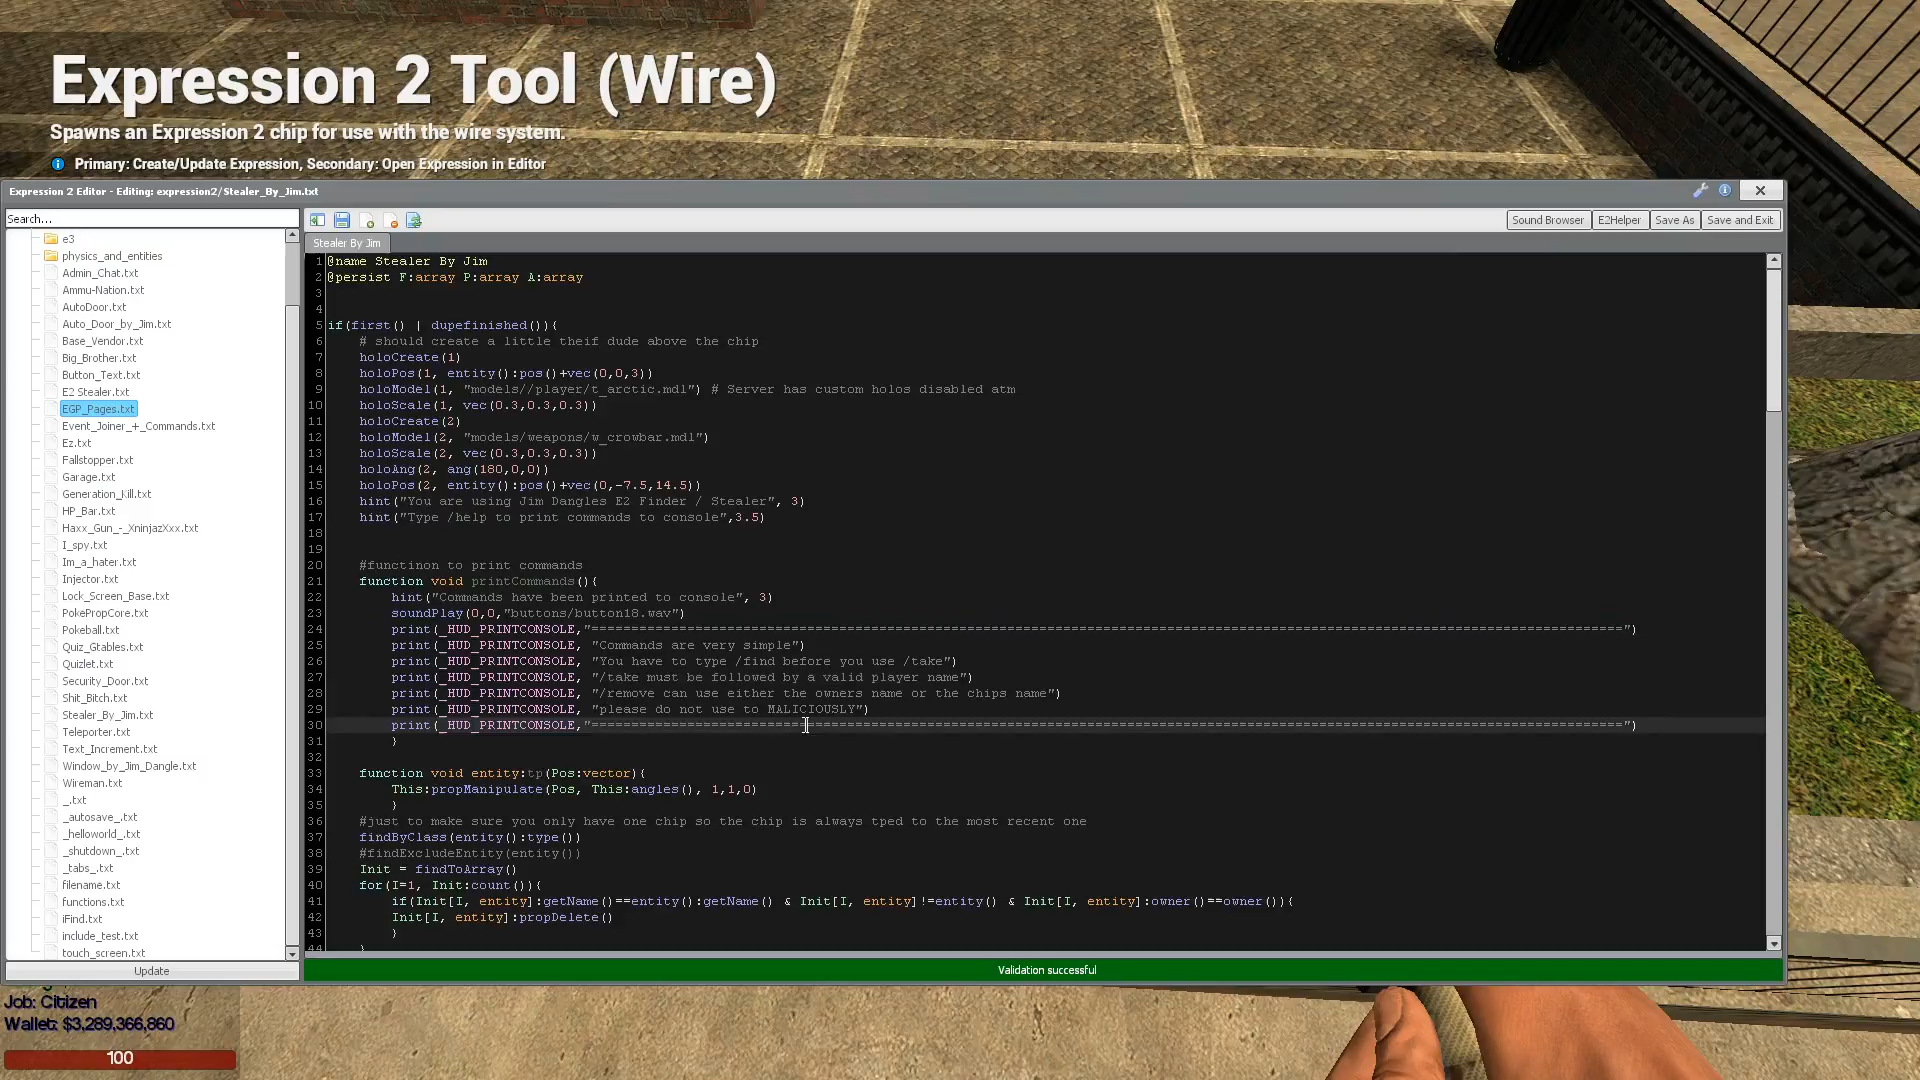 Expression 2 Tool (Wire)
Spawns an Expression 2 chip for use with the wire system.
Primary: Create/Update Expression, Secondary: Open Expression in Editor
Expression 2 Editor - Editing: expression2/Stealer_By_Jim.txt
Search...
Sound Browser
E2Helper
Save As
Save and Exit
e3
physics_and_entities
Admin_Chat.txt
Ammu-Nation.txt
AutoDoor.txt
Auto_Door_by_Jim.txt
Base_Vendor.txt
Big_Brother.txt
Button_Text.txt
E2 Stealer.txt
EGP_Pages.txt
Event_Joiner_+_Commands.txt
Ez.txt
Fallstopper.txt
Garage.txt
Generation_Kill.txt
HP_Bar.txt
Haxx_Gun_-_XninjazXxx.txt
I_spy.txt
Im_a_hater.txt
Injector.txt
Lock_Screen_Base.txt
PokePropCore.txt
Pokeball.txt
Quiz_Gtables.txt
Quizlet.txt
Security_Door.txt
Shit_Bitch.txt
Stealer_By_Jim.txt
Teleporter.txt
Text_Increment.txt
Window_by_Jim_Dangle.txt
Wireman.txt
_.txt
_autosave_.txt
_helloworld_.txt
_shutdown_.txt
_tabs_.txt
filename.txt
functions.txt
iFind.txt
include_test.txt
touch_screen.txt
Update
Stealer By Jim
1 @name Stealer By Jim
2 @persist F:array P:array A:array
3
4
5 if(first() | dupefinished()){
6 # should create a little theif dude above the chip
7 holoCreate(1)
8 holoPos(1, entity():pos()+vec(0,0,3))
9 holoModel(1, "models//player/t_arctic.mdl") # Server has custom holos disabled atm
10 holoScale(1, vec(0.3,0.3,0.3))
11 holoCreate(2)
12 holoModel(2, "models/weapons/w_crowbar.mdl")
13 holoScale(2, vec(0.3,0.3,0.3))
14 holoAng(2, ang(180,0,0))
15 holoPos(2, entity():pos()+vec(0,-7.5,14.5))
16 hint("You are using Jim Dangles E2 Finder / Stealer", 3)
17 hint("Type /help to print commands to console",3.5)
18
19
20 #functinon to print commands
21 function void printCommands(){
22 hint("Commands have been printed to console", 3)
23 soundPlay(0,0,"buttons/button18.wav")
24 print(_HUD_PRINTCONSOLE,"=================================================================================================================================")
25 print(_HUD_PRINTCONSOLE, "Commands are very simple")
26 print(_HUD_PRINTCONSOLE, "You have to type /find before you use /take")
27 print(_HUD_PRINTCONSOLE, "/take must be followed by a valid player name")
28 print(_HUD_PRINTCONSOLE, "/remove can use either the owners name or the chips name")
29 print(_HUD_PRINTCONSOLE, "please do not use to MALICIOUSLY")
30 print(_HUD_PRINTCONSOLE,"=================================================================================================================================")
31 }
32
33 function void entity:tp(Pos:vector){
34 This:propManipulate(Pos, This:angles(), 1,1,0)
35 }
36 #just to make sure you only have one chip so the chip is always tped to the most recent one
37 findByClass(entity():type())
38 #findExcludeEntity(entity())
39 Init = findToArray()
40 for(I=1, Init:count()){
41 if(Init[I, entity]:getName()==entity():getName() & Init[I, entity]!=entity() & Init[I, entity]:owner()==owner()){
42 Init[I, entity]:propDelete()
43 }
44 }
Validation successful
Job: Citizen
Wallet: $3,289,366,860
100